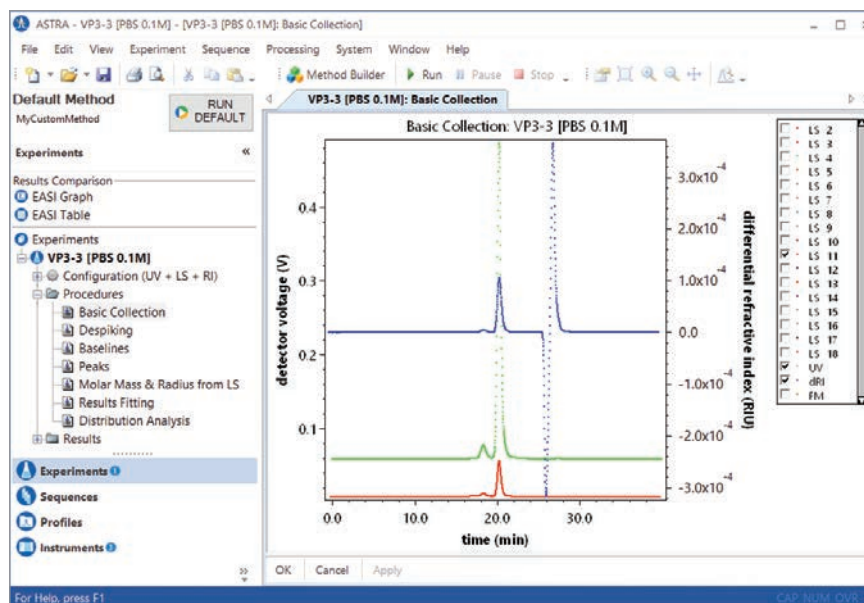 ASTRA - VP3-3 [PBS 0.1M] - [VP3-3 [PBS 0.1M]: Basic Collection]
File Edit View Experiment Sequence Processing System Window Help
Method Builder Run Pause Stop
Default Method
MyCustomMethod
RUN
DEFAULT
Experiments
Results Comparison
EASI Graph
EASI Table
Experiments
VP3-3 [PBS 0.1M]
Configuration (UV + LS + RI)
Procedures
Basic Collection
Despiking
Baselines
Peaks
Molar Mass & Radius from LS
Results Fitting
Distribution Analysis
Results
Experiments
Sequences
Profiles
Instruments
VP3-3 [PBS 0.1M]: Basic Collection
Basic Collection: VP3-3 [PBS 0.1M]
detector voltage (V)
0.4
0.3
0.2
0.1
0.0 10.0 20.0 30.0
time (min)
3.0x10⁻⁴
2.0x10⁻⁴
1.0x10⁻⁴
0.0
-1.0x10⁻⁴
-2.0x10⁻⁴
-3.0x10⁻⁴
differential refractive index (RIU)
LS 2
LS 3
LS 4
LS 5
LS 6
LS 7
LS 8
LS 9
LS 10
LS 11
LS 12
LS 13
LS 14
LS 15
LS 16
LS 17
LS 18
UV
dRI
FM
OK Cancel Apply
For Help, press F1
CAP NUM OVR